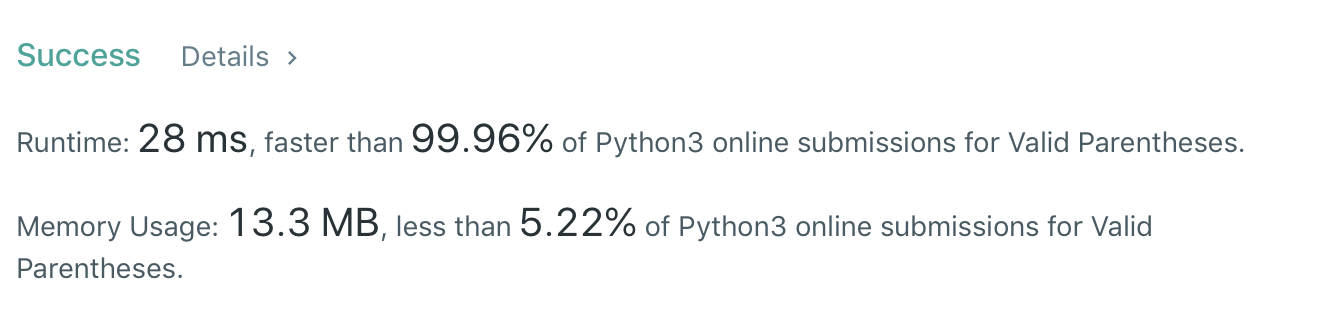 Success Details >
Runtime: 28 ms, faster than 99.96% of Python3 online submissions for Valid Parentheses.
Memory Usage: 13.3 MB, less than 5.22% of Python3 online submissions for Valid
Parentheses.